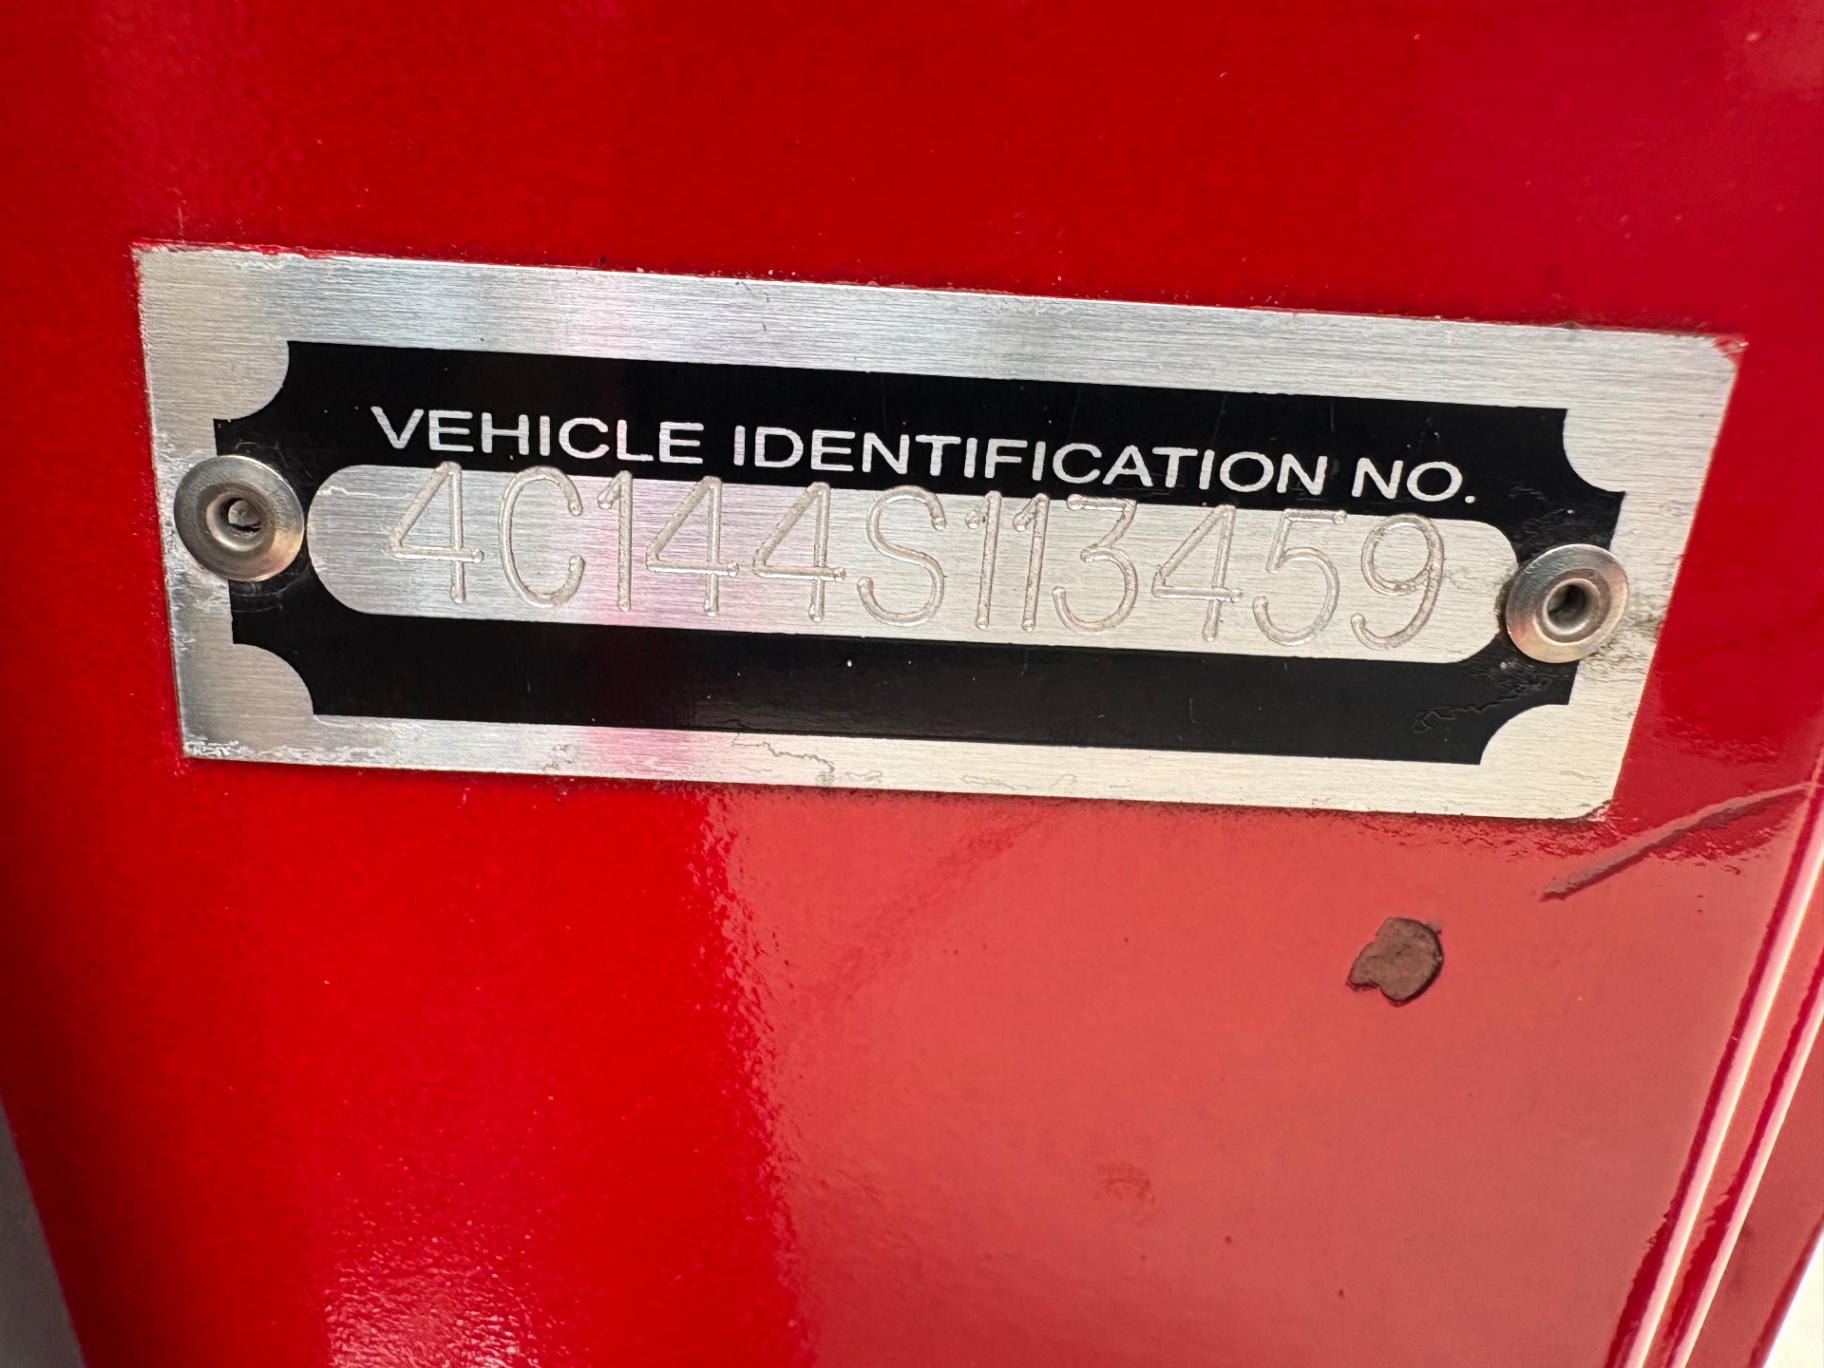 VEHICLE IDENTIFICATION NO.
4C144S113459